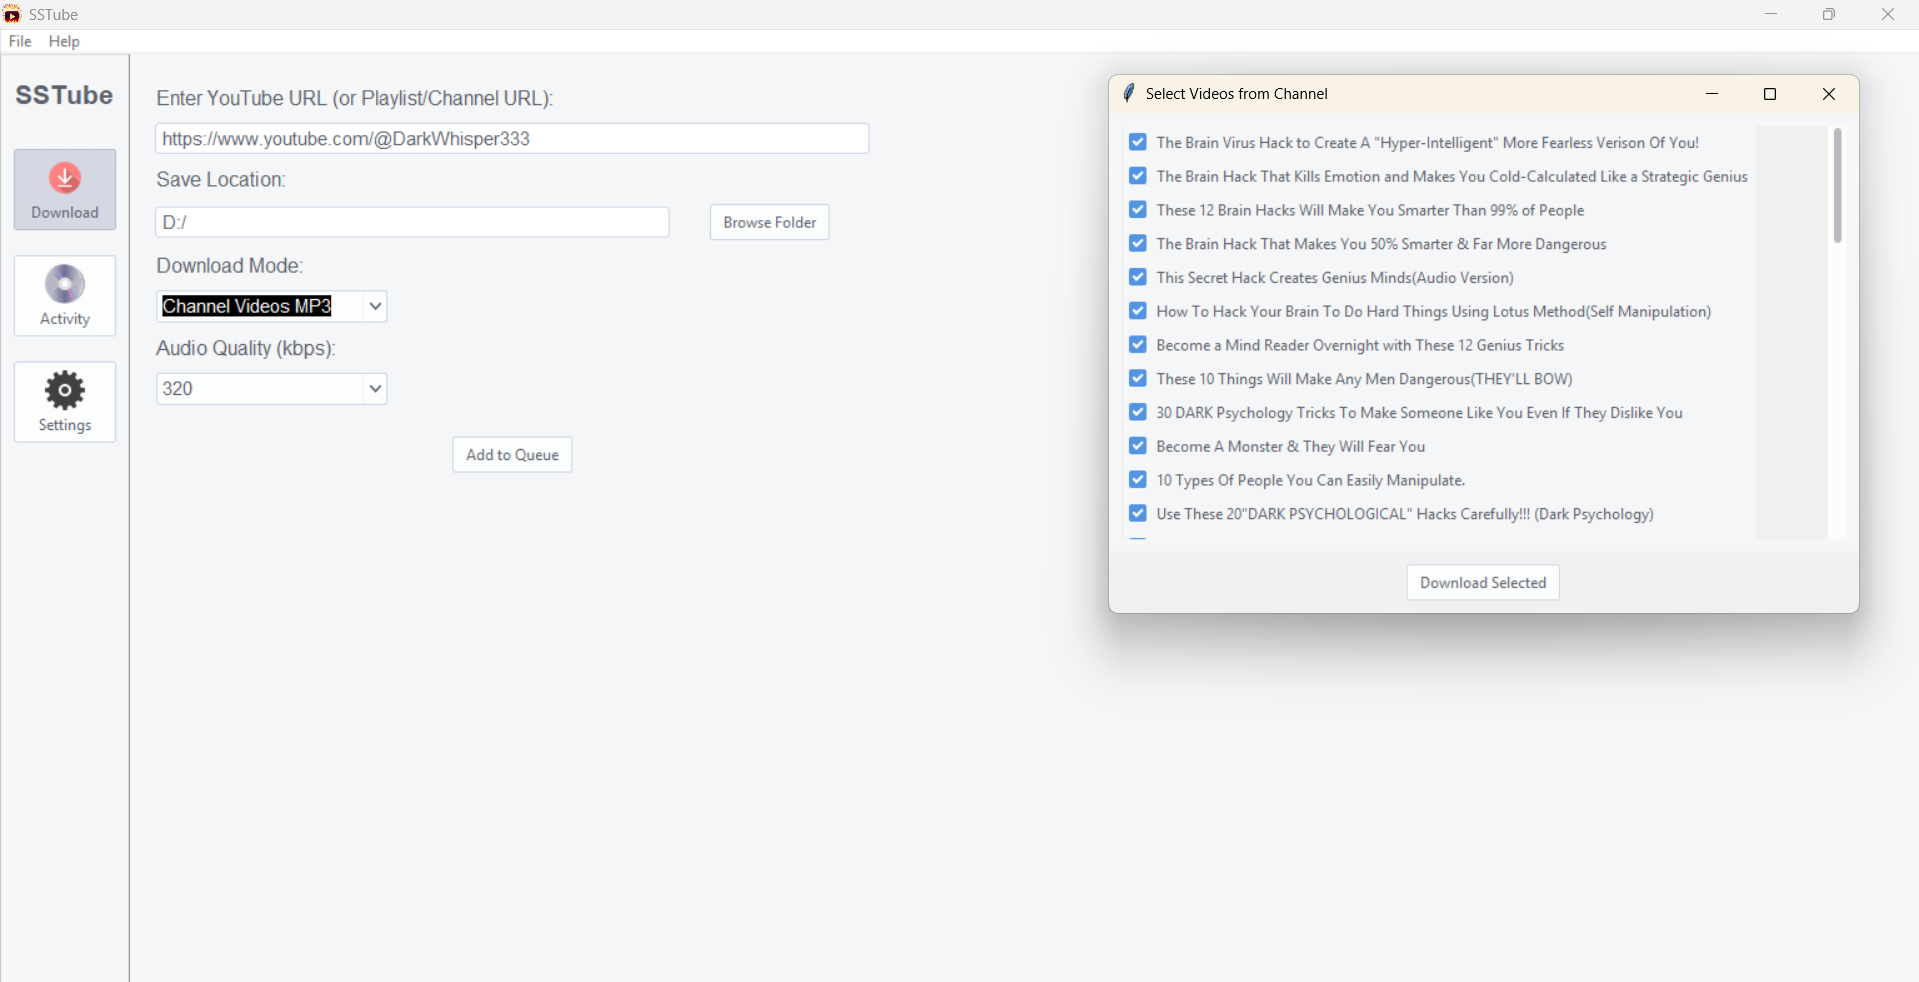 SSTube
File Help
SSTube
Download
Activity
Settings
Enter YouTube URL (or Playlist/Channel URL):
https://www.youtube.com/@DarkWhisper333
Save Location:
D:/
Browse Folder
Download Mode:
Channel Videos MP3
Audio Quality (kbps):
320
Add to Queue
Select Videos from Channel
The Brain Virus Hack to Create A "Hyper-Intelligent" More Fearless Verison Of You!
The Brain Hack That Kills Emotion and Makes You Cold-Calculated Like a Strategic Genius
These 12 Brain Hacks Will Make You Smarter Than 99% of People
The Brain Hack That Makes You 50% Smarter & Far More Dangerous
This Secret Hack Creates Genius Minds(Audio Version)
How To Hack Your Brain To Do Hard Things Using Lotus Method(Self Manipulation)
Become a Mind Reader Overnight with These 12 Genius Tricks
These 10 Things Will Make Any Men Dangerous(THEY'LL BOW)
30 DARK Psychology Tricks To Make Someone Like You Even If They Dislike You
Become A Monster & They Will Fear You
10 Types Of People You Can Easily Manipulate.
Use These 20"DARK PSYCHOLOGICAL" Hacks Carefully!!! (Dark Psychology)
Download Selected